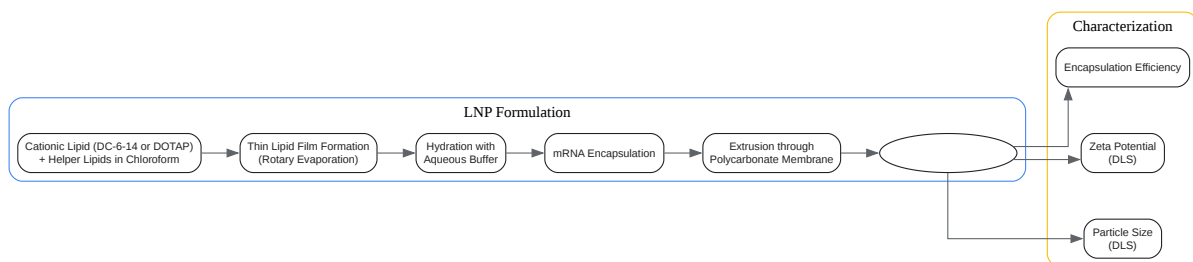 Characterization
Encapsulation Efficiency
LNP Formulation
Cationic Lipid (DC-6-14 or DOTAP)
+ Helper Lipids in Chloroform
Thin Lipid Film Formation
(Rotary Evaporation)
Hydration with
Aqueous Buffer
mRNA Encapsulation
Extrusion through
Polycarbonate Membrane
Zeta Potential
(DLS)
Particle Size
(DLS)